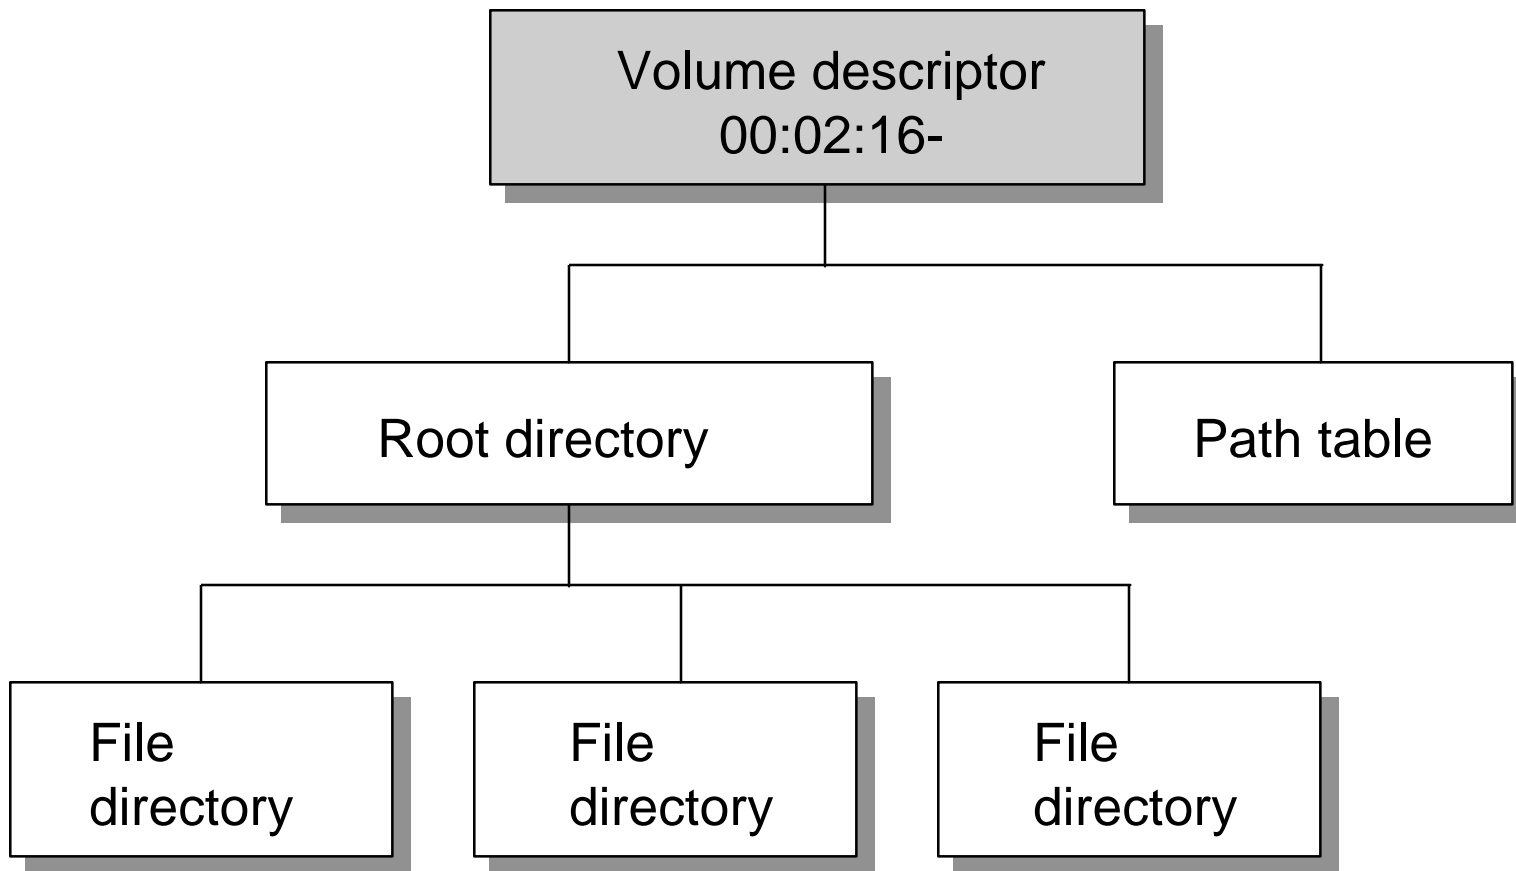 Volume descriptor
00:02:16-
Root directory
Path table
File
directory
File
directory
File
directory